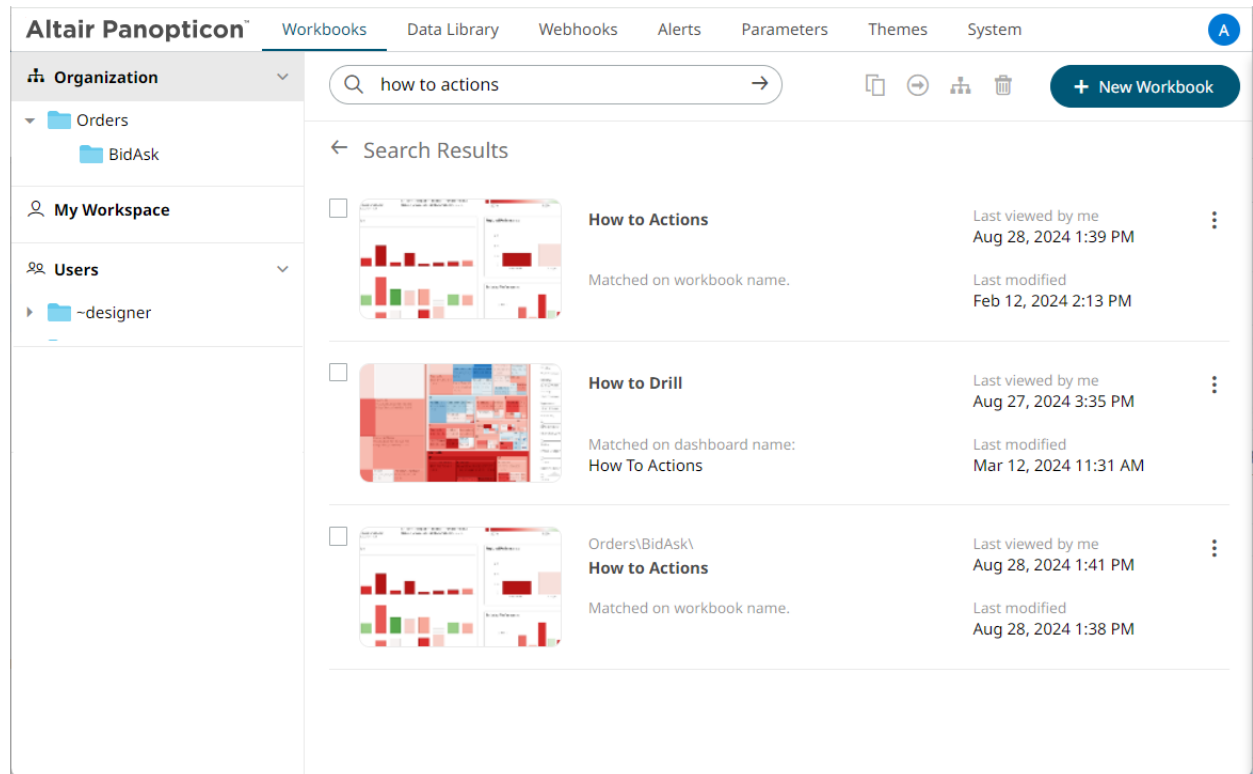 Altair Panopticon™
Workbooks Data Library Webhooks Alerts Parameters Themes System
A
Organization
Orders
BidAsk
My Workspace
Users
~designer
how to actions
+ New Workbook
Search Results
How to Actions
Matched on workbook name.
Last viewed by me
Aug 28, 2024 1:39 PM
Last modified
Feb 12, 2024 2:13 PM
How to Drill
Matched on dashboard name:
How To Actions
Last viewed by me
Aug 27, 2024 3:35 PM
Last modified
Mar 12, 2024 11:31 AM
Orders\BidAsk\
How to Actions
Matched on workbook name.
Last viewed by me
Aug 28, 2024 1:41 PM
Last modified
Aug 28, 2024 1:38 PM